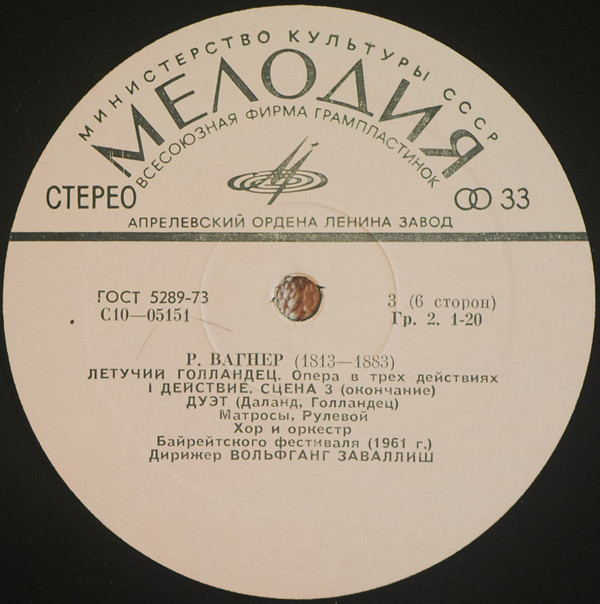 МИНИСТЕРСТВО КУЛЬТУРЫ СССР
МЕЛОДИЯ
ВСЕСОЮЗНАЯ ФИРМА ГРАМПЛАСТИНОК
СТЕРЕО
33
АПРЕЛЕВСКИЙ ОРДЕНА ЛЕНИНА ЗАВОД
ГОСТ 5289-73
С10—05151
3 (6 сторон)
Гр. 2. 1-20
Р. ВАГНЕР (1813—1883)
ЛЕТУЧИЙ ГОЛЛАНДЕЦ. Опера в трех действиях
I ДЕЙСТВИЕ. СЦЕНА 3 (окончание)
ДУЭТ (Даланд, Голландец)
Матросы, Рулевой
Хор и оркестр
Байрейтского фестиваля (1961 г.)
Дирижер ВОЛЬФГАНГ ЗАВАЛЛИШ